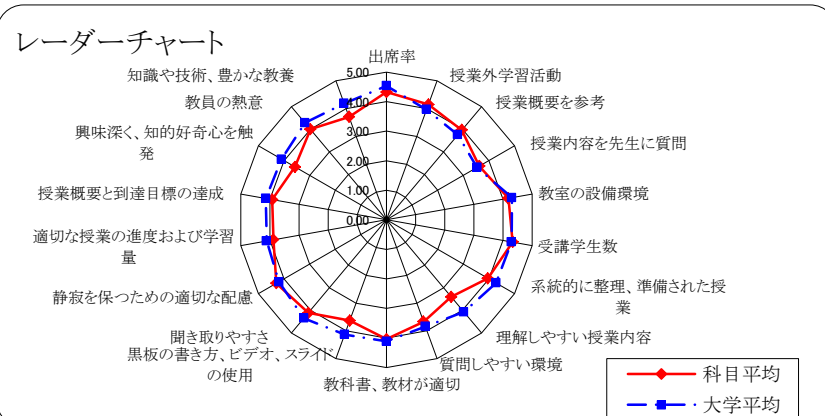 レーダーチャート
出席率
授業外学習活動
授業概要を参考
授業内容を先生に質問
教室の設備環境
受講学生数
系統的に整理、準備された授
業
理解しやすい授業内容
質問しやすい環境
教科書、教材が適切
黒板の書き方、ビデオ、スライド
の使用
聞き取りやすさ
静寂を保つための適切な配慮
適切な授業の進度および学習
量
授業概要と到達目標の達成
興味深く、知的好奇心を触
発
教員の熱意
知識や技術、豊かな教養
5.00
4.00
3.00
2.00
1.00
0.00
科目平均
大学平均